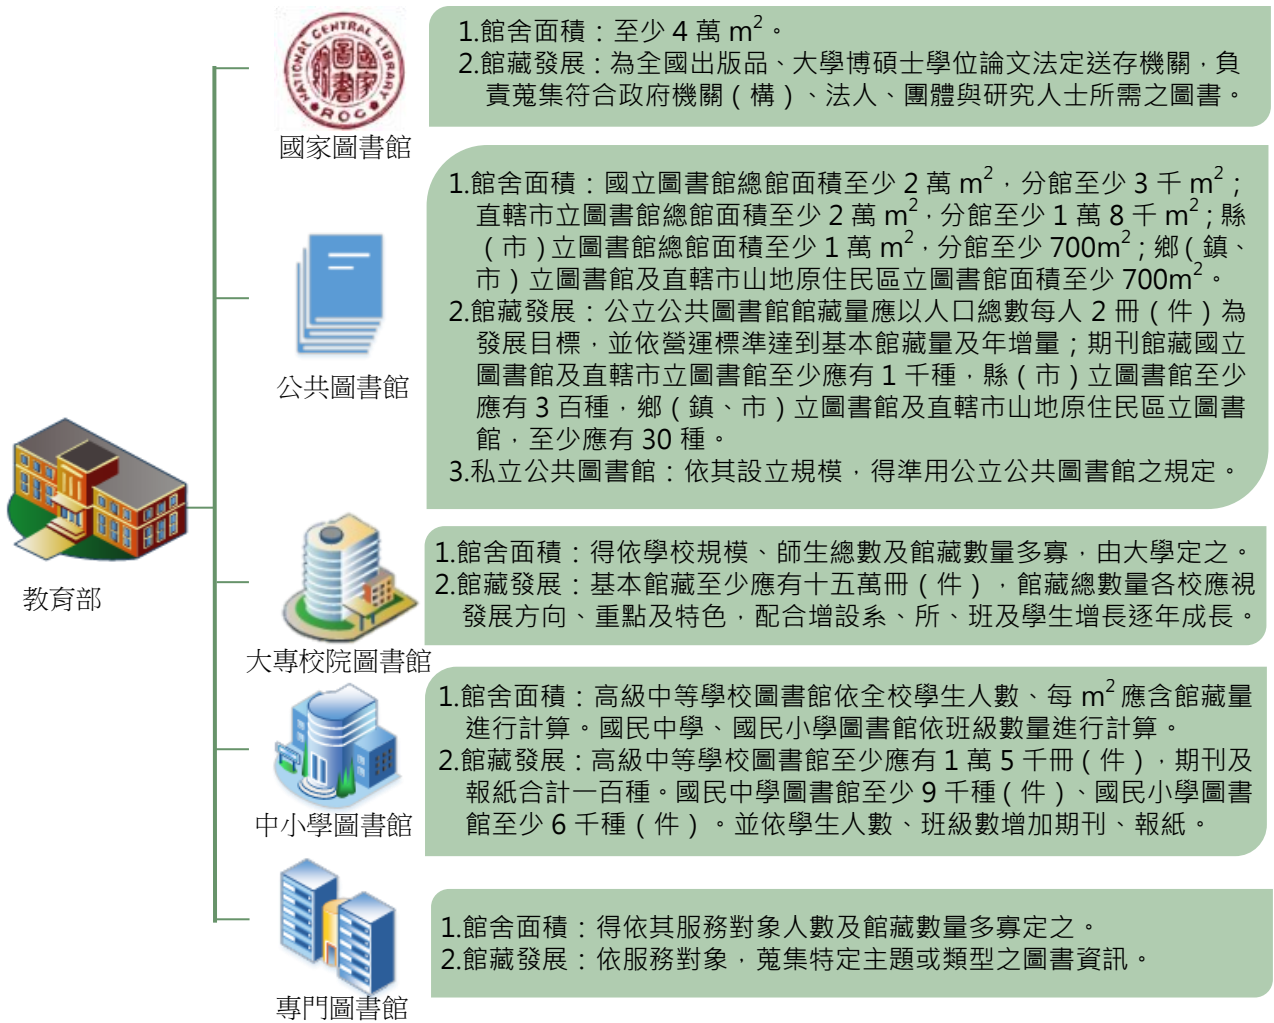 NATIONAL CENTRAL LIBRARY
國家圖書
ROC
國家圖書館
1.館舍面積：至少 4 萬 m²。
2.館藏發展：為全國出版品、大學博碩士學位論文法定送存機關，負
責蒐集符合政府機關（構）、法人、團體與研究人士所需之圖書。
公共圖書館
1.館舍面積：國立圖書館總館面積至少 2 萬 m²，分館至少 3 千 m²；
直轄市立圖書館總館面積至少 2 萬 m²，分館至少 1 萬 8 千 m²；縣
（市）立圖書館總館面積至少 1 萬 m²，分館至少 700m²；鄉（鎮、
市）立圖書館及直轄市山地原住民區立圖書館面積至少 700m²。
2.館藏發展：公立公共圖書館館藏量應以人口總數每人 2 冊（件）為
發展目標，並依營運標準達到基本館藏量及年增量；期刊館藏國立
圖書館及直轄市立圖書館至少應有 1 千種，縣（市）立圖書館至少
應有 3 百種，鄉（鎮、市）立圖書館及直轄市山地原住民區立圖書
館，至少應有 30 種。
3.私立公共圖書館：依其設立規模，得準用公立公共圖書館之規定。
教育部
大專校院圖書館
1.館舍面積：得依學校規模、師生總數及館藏數量多寡，由大學定之。
2.館藏發展：基本館藏至少應有十五萬冊（件），館藏總數量各校應視
發展方向、重點及特色，配合增設系、所、班及學生增長逐年成長。
中小學圖書館
1.館舍面積：高級中等學校圖書館依全校學生人數、每 m² 應含館藏量
進行計算。國民中學、國民小學圖書館依班級數量進行計算。
2.館藏發展：高級中等學校圖書館至少應有 1 萬 5 千冊（件），期刊及
報紙合計一百種。國民中學圖書館至少 9 千種（件）、國民小學圖書
館至少 6 千種（件）。並依學生人數、班級數增加期刊、報紙。
專門圖書館
1.館舍面積：得依其服務對象人數及館藏數量多寡定之。
2.館藏發展：依服務對象，蒐集特定主題或類型之圖書資訊。